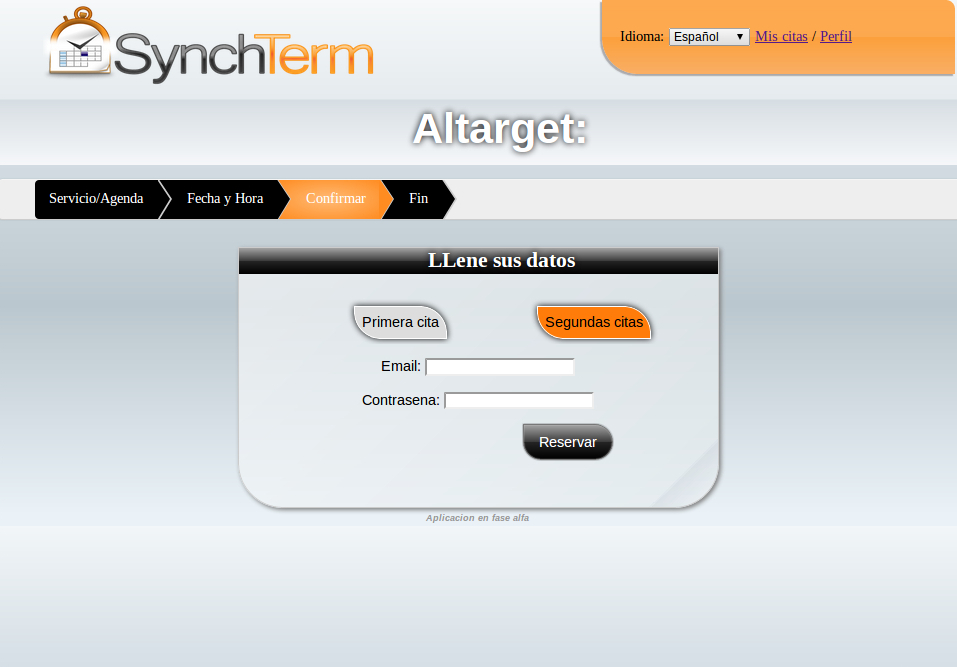 SynchTerm
Idioma: Español Mis citas / Perfil
Altarget:
Servicio/Agenda Fecha y Hora Confirmar Fin
LLene sus datos
Primera cita Segundas citas
Email:
Contrasena:
Reservar
Aplicacion en fase alfa